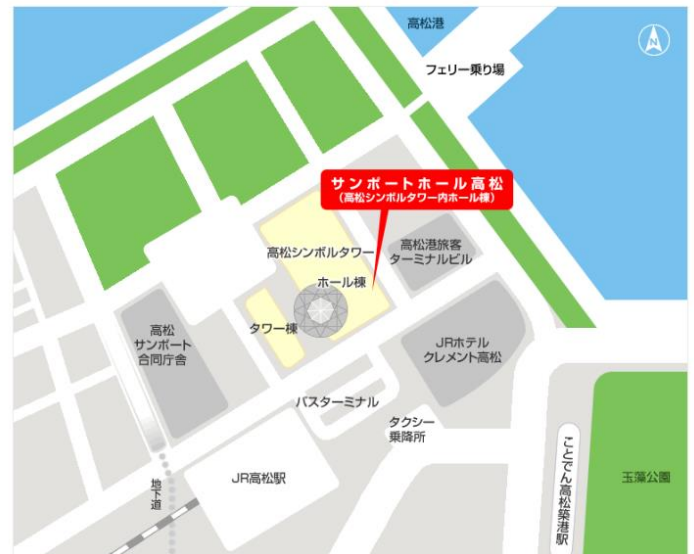 高松港
N
フェリー乗り場
サンポートホール高松
(高松シンボルタワー内ホール棟)
高松シンボルタワー
高松港旅客
ターミナルビル
ホール棟
タワー棟
高松
サンポート
合同庁舎
JRホテル
クレメント高松
バスターミナル
タクシー
乗降所
JR高松駅
地下道
ことでん高松築港駅
玉藻公園